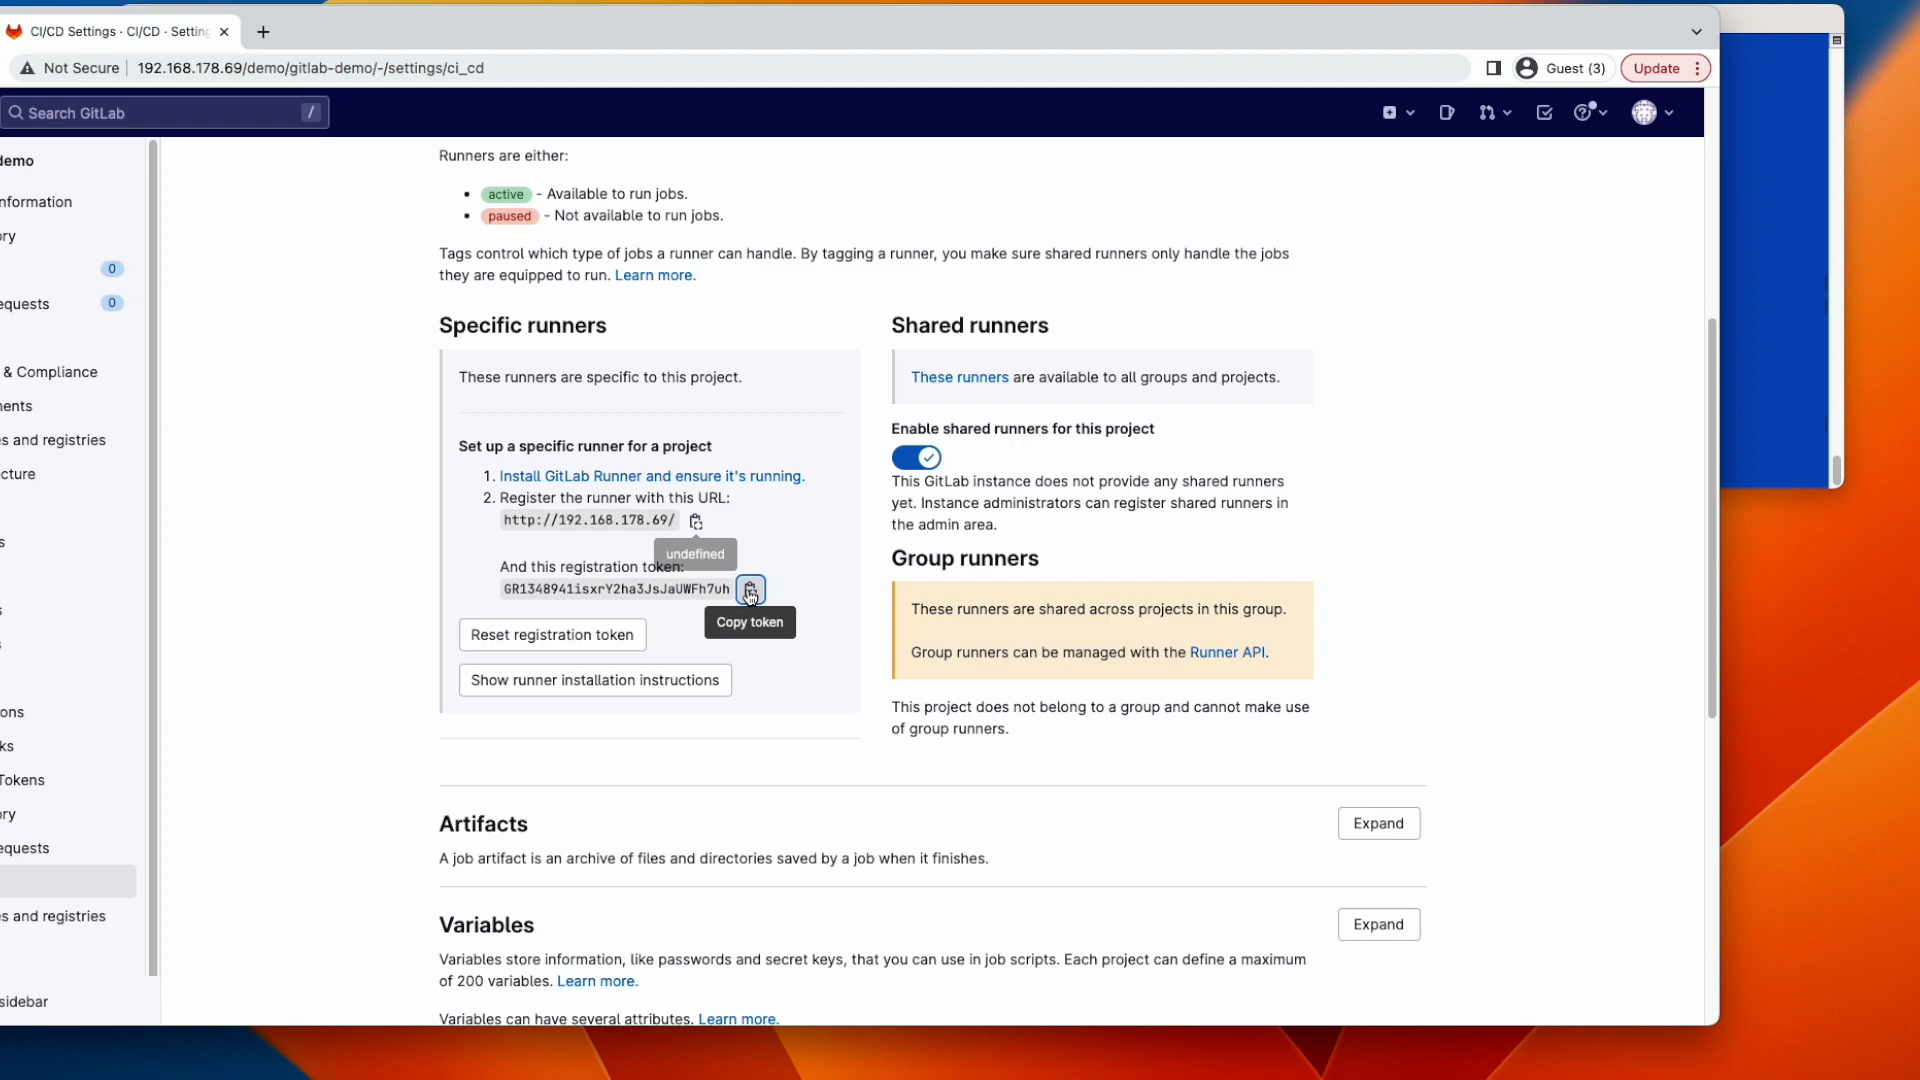 CI/CD Settings · CI/CD · Setting
Not Secure
192.168.178.69/demo/gitlab-demo/-/settings/ci_cd
Guest (3)
Update
Search GitLab
/
demo
nformation
ory
0
equests
0
& Compliance
ments
es and registries
cture
s
s
s
ons
ks
Tokens
ory
equests
es and registries
sidebar
Runners are either:
active - Available to run jobs.
paused - Not available to run jobs.
Tags control which type of jobs a runner can handle. By tagging a runner, you make sure shared runners only handle the jobs
they are equipped to run. Learn more.
Specific runners
These runners are specific to this project.
Set up a specific runner for a project
1. Install GitLab Runner and ensure it's running.
2. Register the runner with this URL:
http://192.168.178.69/
undefined
And this registration token:
GR1348941isxrY2ha3JsJaUWFh7uh
Copy token
Reset registration token
Show runner installation instructions
Shared runners
These runners are available to all groups and projects.
Enable shared runners for this project
This GitLab instance does not provide any shared runners
yet. Instance administrators can register shared runners in
the admin area.
Group runners
These runners are shared across projects in this group.
Group runners can be managed with the Runner API.
This project does not belong to a group and cannot make use
of group runners.
Artifacts
Expand
A job artifact is an archive of files and directories saved by a job when it finishes.
Variables
Expand
Variables store information, like passwords and secret keys, that you can use in job scripts. Each project can define a maximum
of 200 variables. Learn more.
Variables can have several attributes. Learn more.